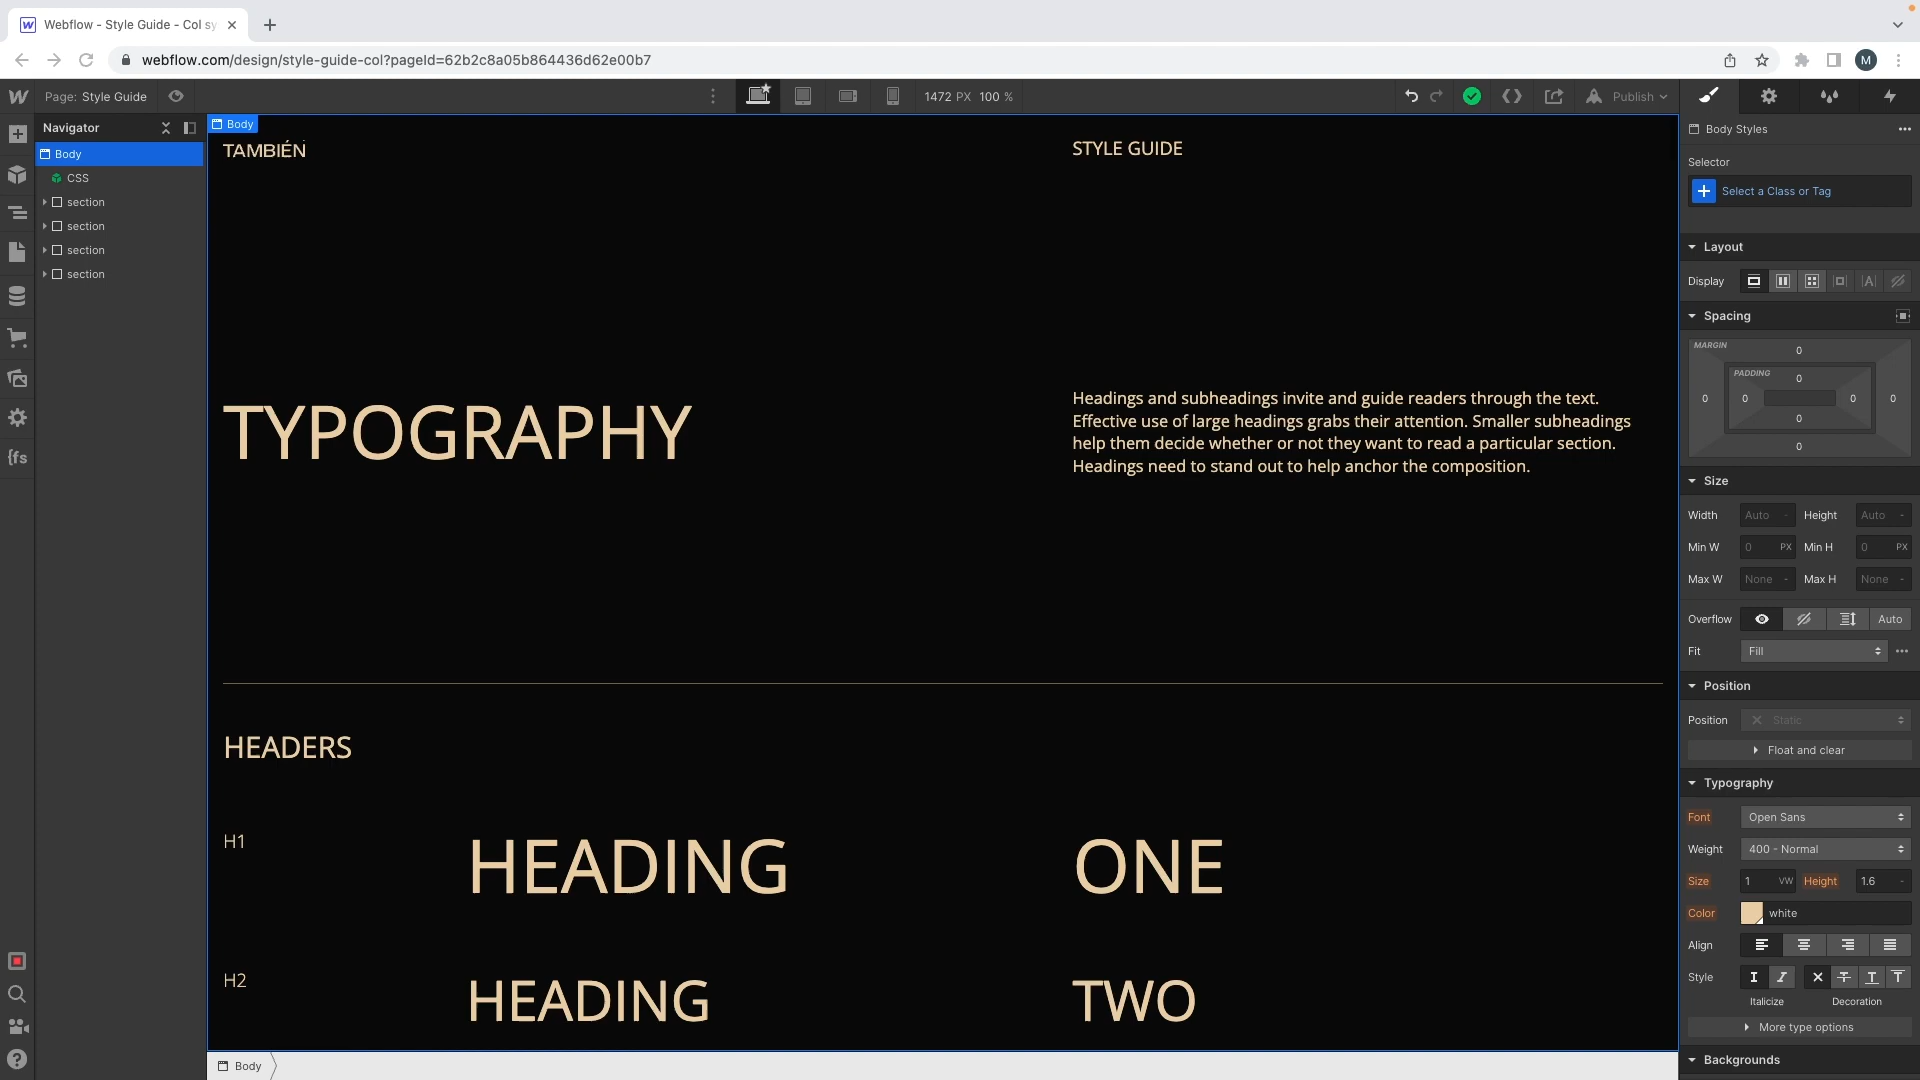 Webflow - Style Guide - Col sy
webflow.com/design/style-guide-col?pageId=62b2c8a05b864436d62e00b7
M
Page: Style Guide
1472 PX 100 %
Publish
Navigator
Body
CSS
section
section
section
section
{fs
Body
TAMBIÉN
STYLE GUIDE
TYPOGRAPHY
Headings and subheadings invite and guide readers through the text.
Effective use of large headings grabs their attention. Smaller subheadings
help them decide whether or not they want to read a particular section.
Headings need to stand out to help anchor the composition.
HEADERS
H1 HEADING ONE
H2 HEADING TWO
Body
Body Styles
Selector
Select a Class or Tag
Layout
Display
Spacing
MARGIN
0
PADDING
0
0 0 0 0
0
0
Size
Width Auto - Height Auto -
Min W 0 PX Min H 0 PX
Max W None - Max H None -
Overflow Auto
Fit Fill
Position
Position Static
Float and clear
Typography
Font Open Sans
Weight 400 - Normal
Size 1 VW Height 1.6 -
Color white
Align
Style
Italicize Decoration
More type options
Backgrounds